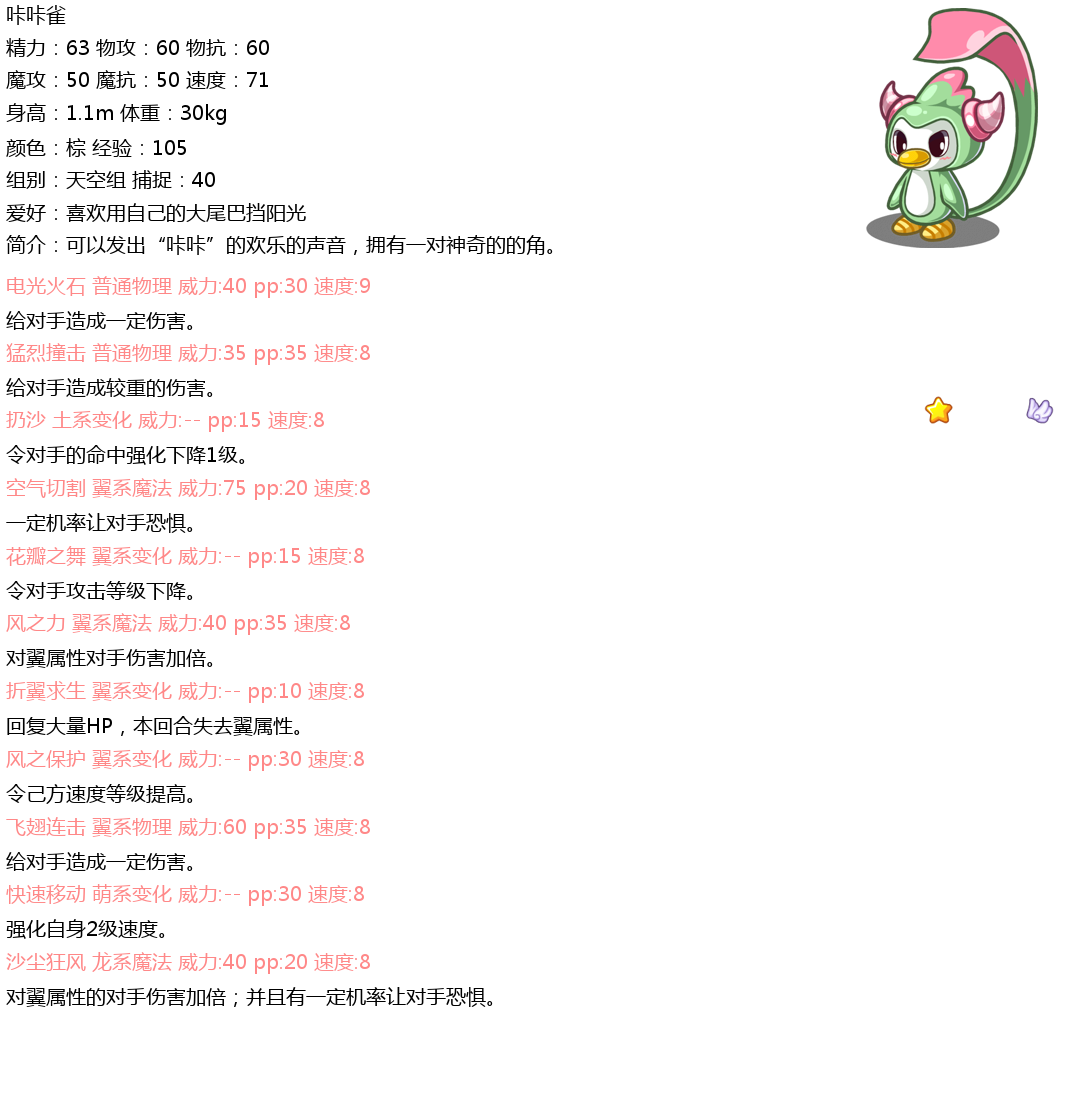 咔咔雀
精力：63 物攻：60 物抗：60
魔攻：50 魔抗：50 速度：71
身高：1.1m 体重：30kg
颜色：棕 经验：105
组别：天空组 捕捉：40
爱好：喜欢用自己的大尾巴挡阳光
简介：可以发出“咔咔”的欢乐的声音，拥有一对神奇的的角。
电光火石 普通物理 威力:40 pp:30 速度:9
给对手造成一定伤害。
猛烈撞击 普通物理 威力:35 pp:35 速度:8
给对手造成较重的伤害。
扔沙 土系变化 威力:-- pp:15 速度:8
令对手的命中强化下降1级。
空气切割 翼系魔法 威力:75 pp:20 速度:8
一定机率让对手恐惧。
花瓣之舞 翼系变化 威力:-- pp:15 速度:8
令对手攻击等级下降。
风之力 翼系魔法 威力:40 pp:35 速度:8
对翼属性对手伤害加倍。
折翼求生 翼系变化 威力:-- pp:10 速度:8
回复大量HP，本回合失去翼属性。
风之保护 翼系变化 威力:-- pp:30 速度:8
令己方速度等级提高。
飞翅连击 翼系物理 威力:60 pp:35 速度:8
给对手造成一定伤害。
快速移动 萌系变化 威力:-- pp:30 速度:8
强化自身2级速度。
沙尘狂风 龙系魔法 威力:40 pp:20 速度:8
对翼属性的对手伤害加倍；并且有一定机率让对手恐惧。